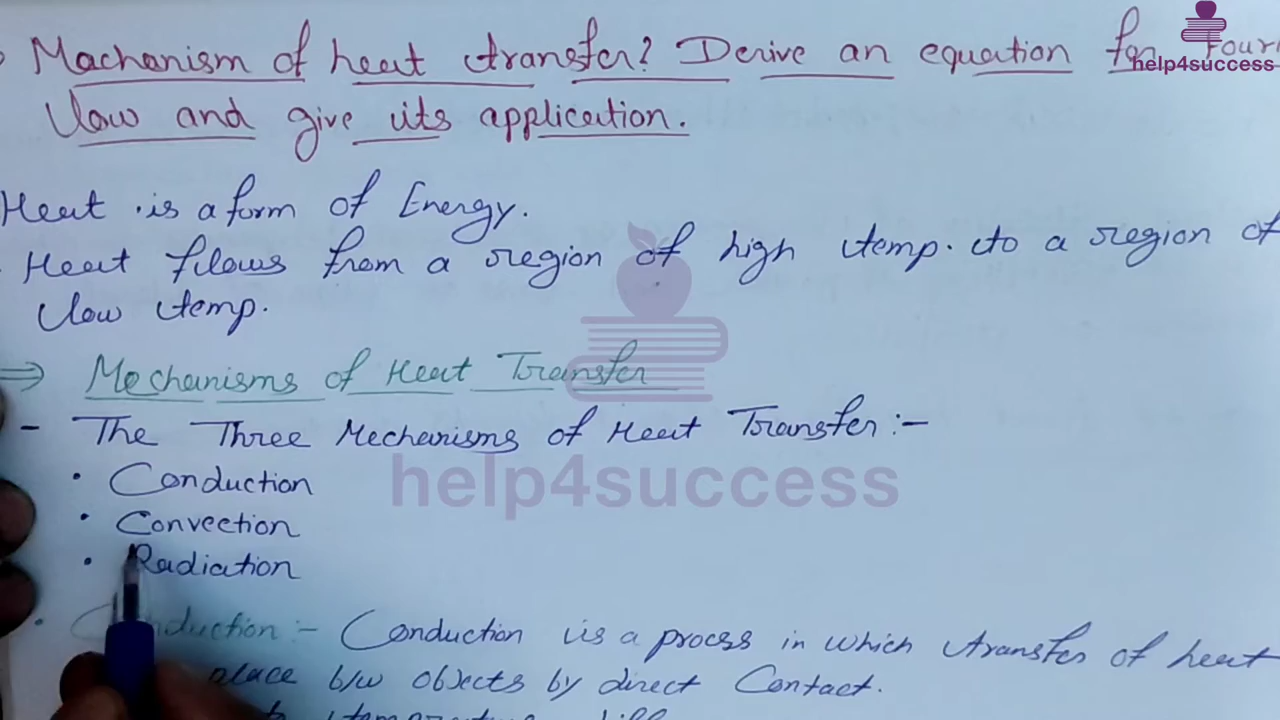 Machanism of heat transfer? Derive an equation for Four
help4success
law and give its application.
Heat is a form of Energy.
Heat flows from a region of high temp. to a region of
low temp.
⇒ Mechanisms of Heat Transfer
- The Three Mechanisms of Heat Transfer:-
• Conduction
help4success
• Convection
• Radiation
• Conduction:- Conduction is a process in which transfer of heat
place b/w objects by direct Contact.